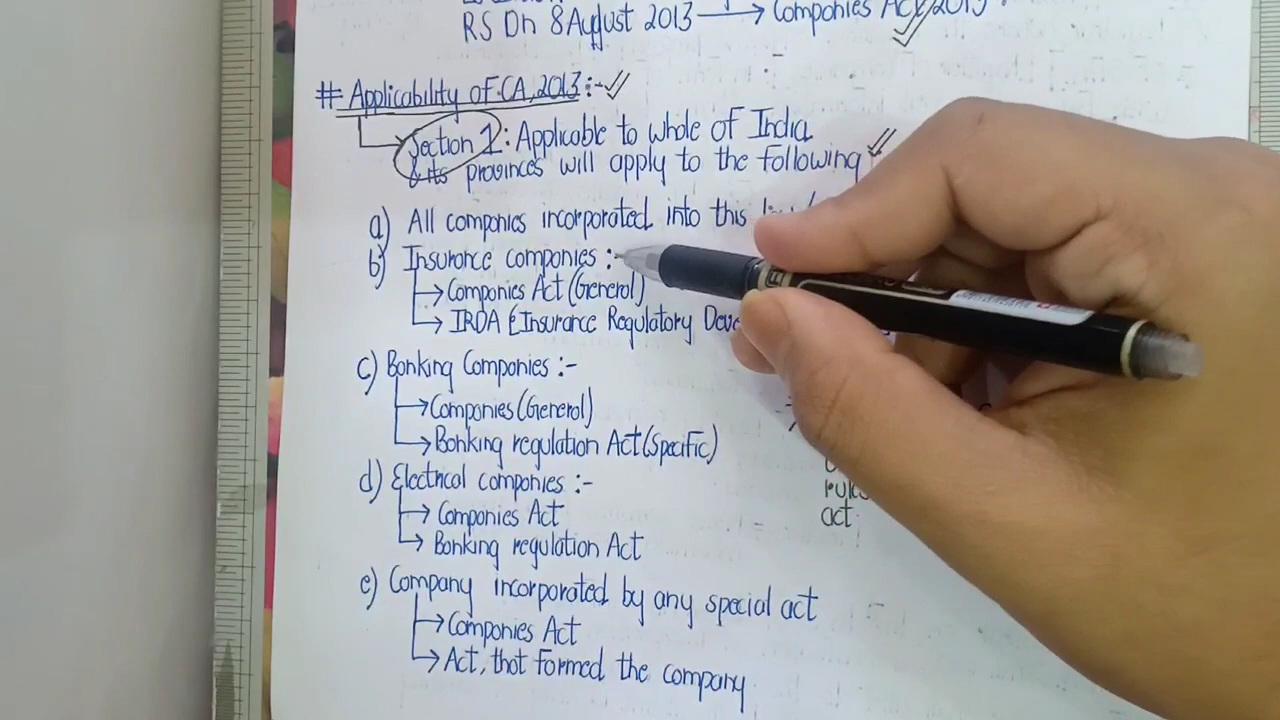 RS On 8 August 2013 → Companies Act, 2013.
# Applicability of CA, 2013 :-
Section 1 : Applicable to whole of India
& its provinces will apply to the following
a) All companies incorporated into this
b) Insurance companies :-
→ Companies Act (General)
→ IRDA (Insurance Regulatory
c) Banking Companies :-
→ Companies (General)
→ Banking regulation Act (Specific)
d) Electrical companies :-
→ Companies Act
→ Banking regulation Act
rules
act
e) Company incorporated by any special act
→ Companies Act
→ Act, that formed the company